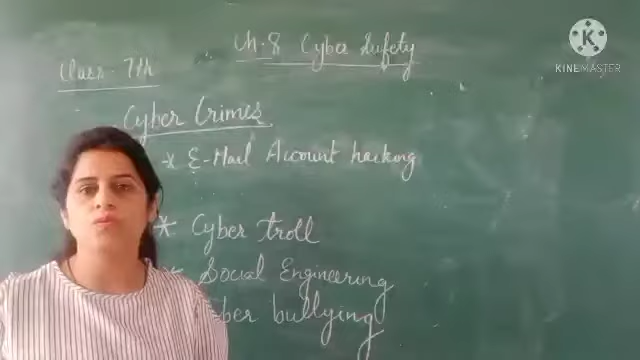 Ch.8 Cyber Safety
Class - 7th
Cyber Crimes
* E-Mail Account hacking
* Cyber troll
* Social Engineering
bullying
KINEMASTER